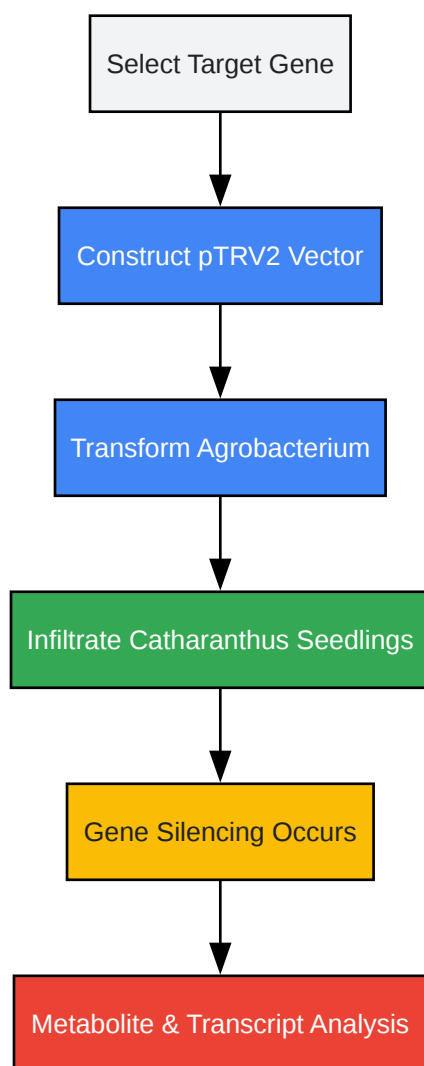 Select Target Gene
Construct pTRV2 Vector
Transform Agrobacterium
Infiltrate Catharanthus Seedlings
Gene Silencing Occurs
Metabolite & Transcript Analysis